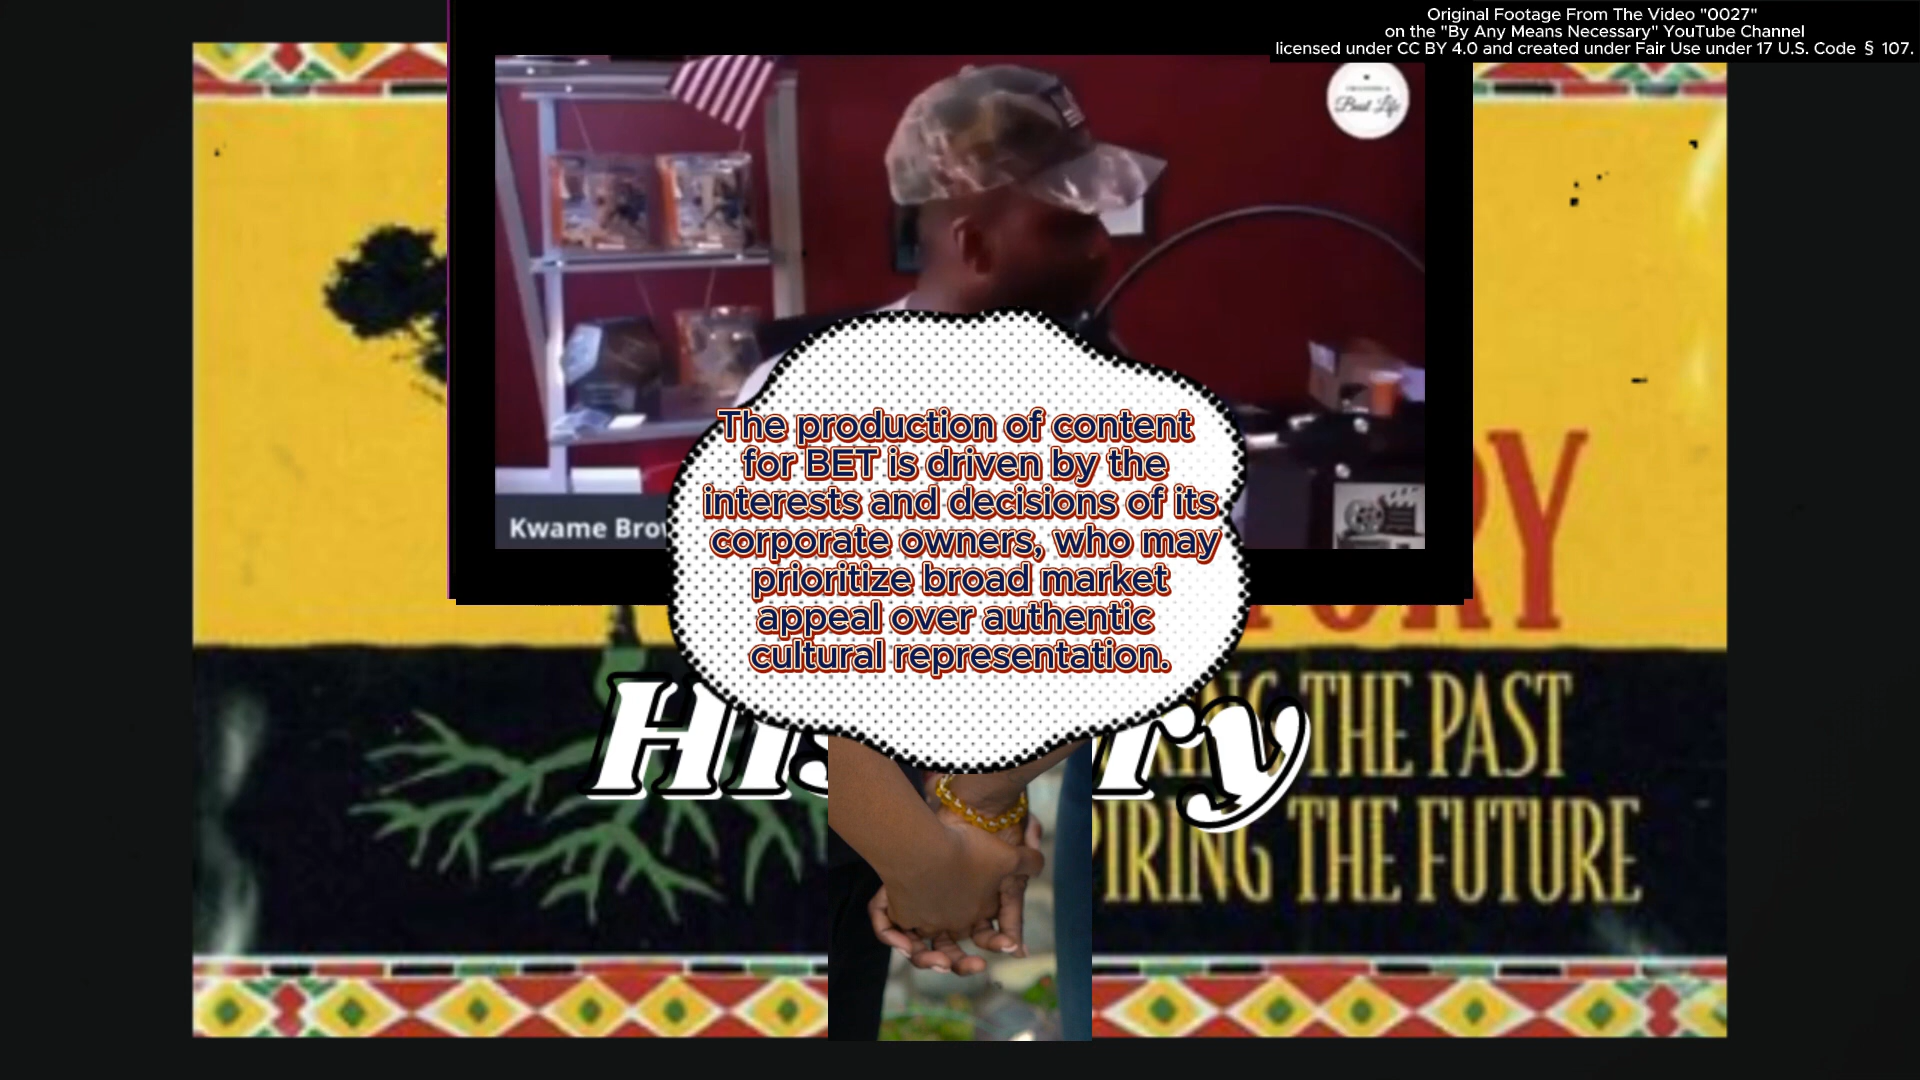 Original Footage From The Video "0027"
on the "By Any Means Necessary" YouTube Channel
licensed under CC BY 4.0 and created under Fair Use under 17 U.S. Code § 107.
Best Life
Kwame
The production of content
for BET is driven by the
interests and decisions of its
corporate owners, who may
prioritize broad market
appeal over authentic
cultural representation.
THE PAST
THE FUTURE